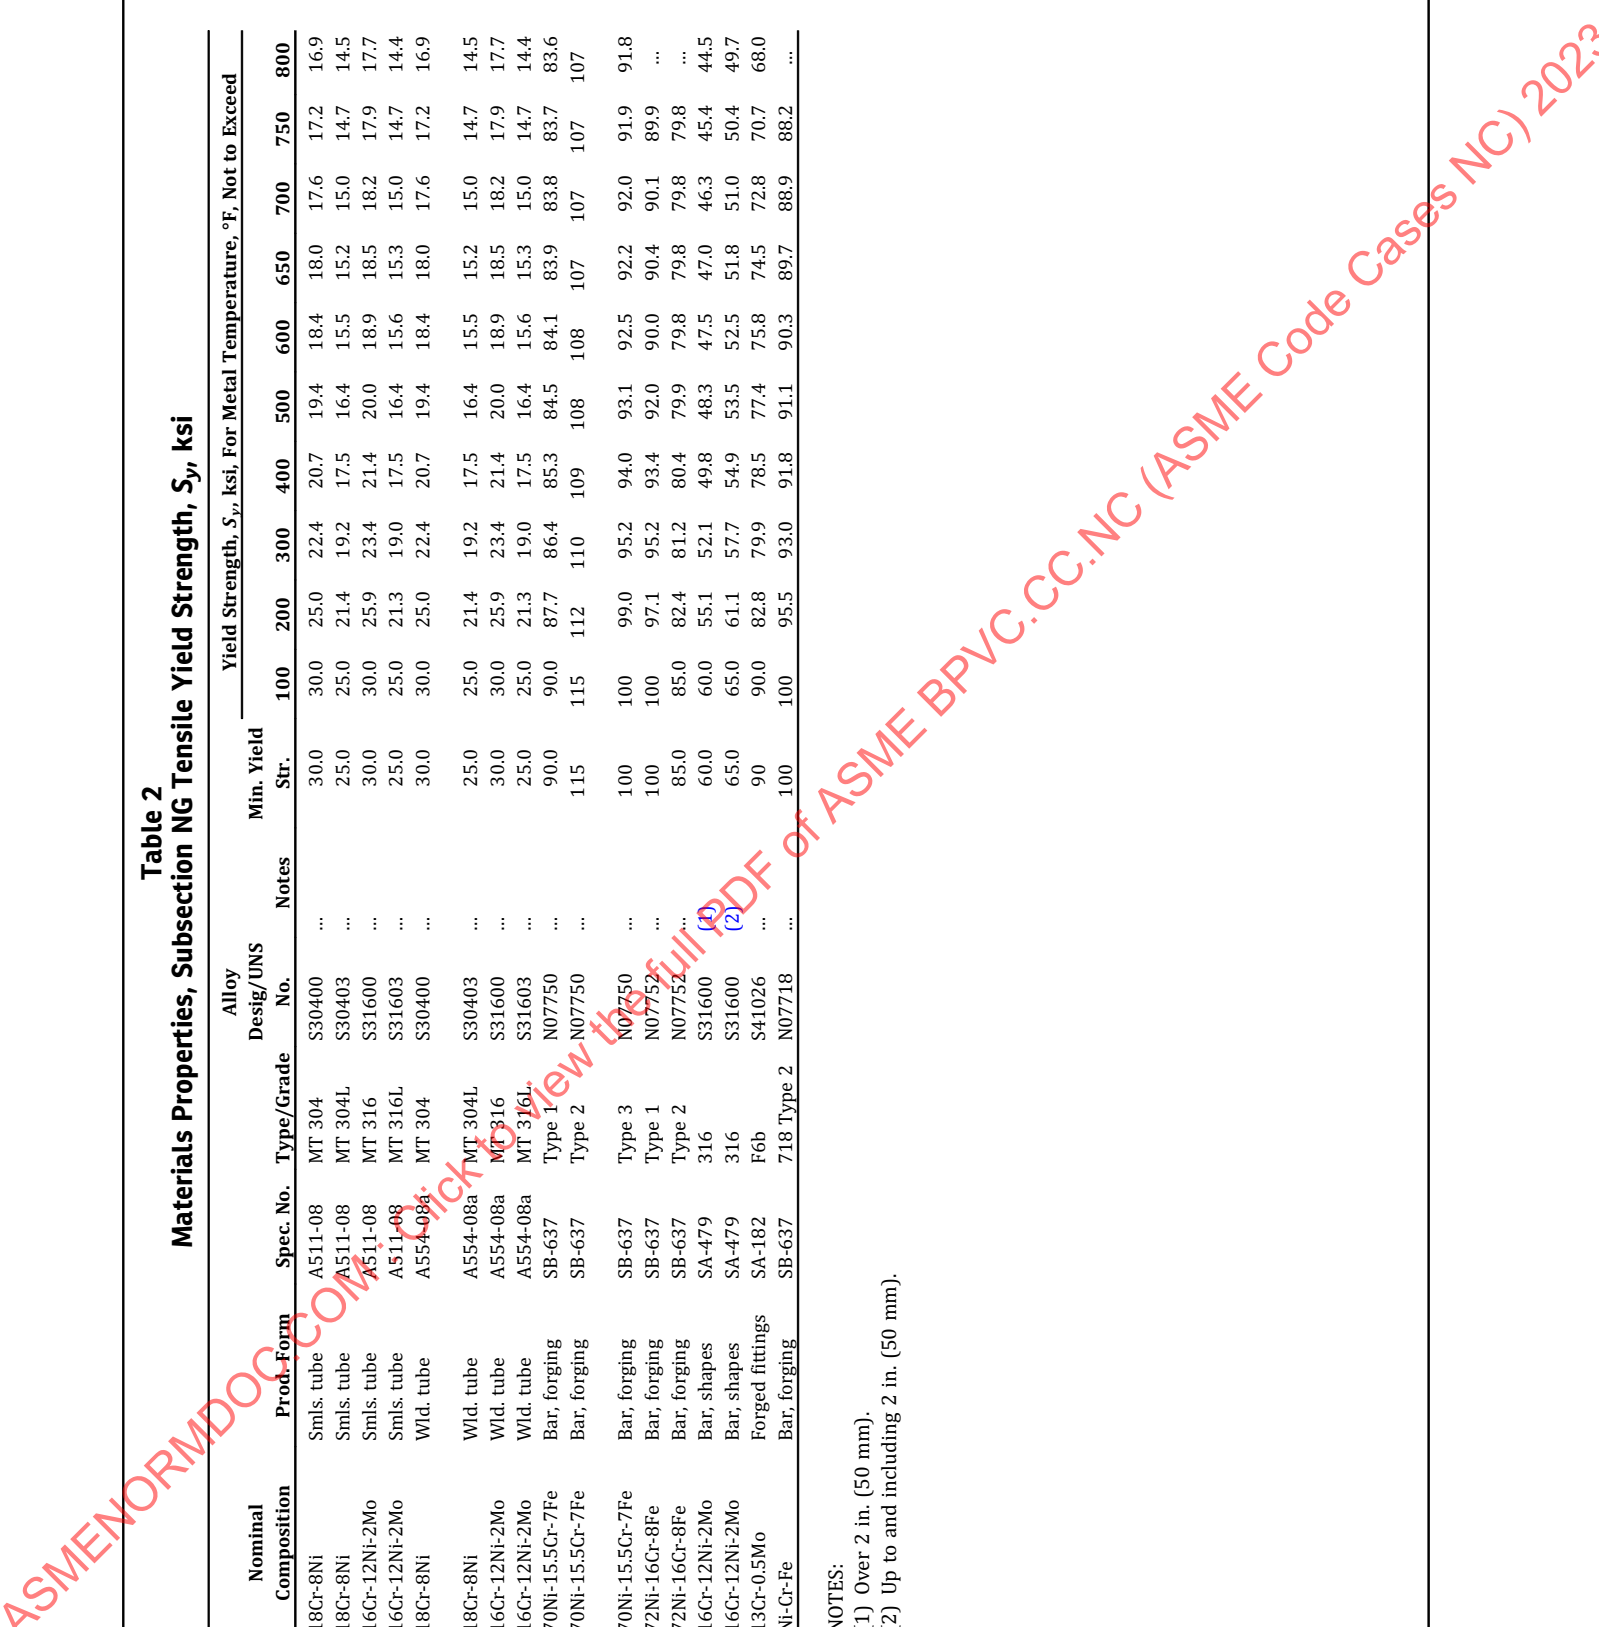 Table 2
Materials Properties, Subsection NG Tensile Yield Strength, Sy, ksi
Yield Strength, Sy, ksi, For Metal Temperature, °F, Not to Exceed
Nominal Composition Prod. Form Spec. No. Type/Grade Alloy Desig/UNS No. Notes Min. Yield Str. 100 200 300 400 500 600 650 700 750 800
18Cr-8Ni Smls. tube A511-08 MT 304 S30400 ... 30.0 30.0 25.0 22.4 20.7 19.4 18.4 18.0 17.6 17.2 16.9
18Cr-8Ni Smls. tube A511-08 MT 304L S30403 ... 25.0 25.0 21.4 19.2 17.5 16.4 15.5 15.2 15.0 14.7 14.5
16Cr-12Ni-2Mo Smls. tube A511-08 MT 316 S31600 ... 30.0 30.0 25.9 23.4 21.4 20.0 18.9 18.5 18.2 17.9 17.7
16Cr-12Ni-2Mo Smls. tube A511-08 MT 316L S31603 ... 25.0 25.0 21.3 19.0 17.5 16.4 15.6 15.3 15.0 14.7 14.4
18Cr-8Ni Wld. tube A554-08a MT 304 S30400 ... 30.0 30.0 25.0 22.4 20.7 19.4 18.4 18.0 17.6 17.2 16.9
18Cr-8Ni Wld. tube A554-08a MT 304L S30403 ... 25.0 25.0 21.4 19.2 17.5 16.4 15.5 15.2 15.0 14.7 14.5
16Cr-12Ni-2Mo Wld. tube A554-08a MT 316 S31600 ... 30.0 30.0 25.9 23.4 21.4 20.0 18.9 18.5 18.2 17.9 17.7
16Cr-12Ni-2Mo Wld. tube A554-08a MT 316L S31603 ... 25.0 25.0 21.3 19.0 17.5 16.4 15.6 15.3 15.0 14.7 14.4
70Ni-15.5Cr-7Fe Bar, forging SB-637 Type 1 N07750 ... 90.0 90.0 87.7 86.4 85.3 84.5 84.1 83.9 83.8 83.7 83.6
70Ni-15.5Cr-7Fe Bar, forging SB-637 Type 2 N07750 ... 115 115 112 110 109 108 108 107 107 107 107
70Ni-15.5Cr-7Fe Bar, forging SB-637 Type 3 N07750 ... 100 100 99.0 95.2 94.0 93.1 92.5 92.2 92.0 91.9 91.8
72Ni-16Cr-8Fe Bar, forging SB-637 Type 1 N07752 ... 100 100 97.1 95.2 93.4 92.0 90.0 90.4 90.1 89.9 ...
72Ni-16Cr-8Fe Bar, forging SB-637 Type 2 N07752 ... 85.0 85.0 82.4 81.2 80.4 79.9 79.8 79.8 79.8 79.8 ...
16Cr-12Ni-2Mo Bar, shapes SA-479 316 S31600 (1) 60.0 60.0 55.1 52.1 49.8 48.3 47.5 47.0 46.3 45.4 44.5
16Cr-12Ni-2Mo Bar, shapes SA-479 316 S31600 (2) 65.0 65.0 61.1 57.7 54.9 53.5 52.5 51.8 51.0 50.4 49.7
13Cr-0.5Mo Forged fittings SA-182 F6b S41026 ... 90 90.0 82.8 79.9 78.5 77.4 75.8 74.5 72.8 70.7 68.0
Ni-Cr-Fe Bar, forging SB-637 718 Type 2 N07718 ... 100 100 95.5 93.0 91.8 91.1 90.3 89.7 88.9 88.2 ...
NOTES:
(1) Over 2 in. (50 mm).
(2) Up to and including 2 in. (50 mm).
ASMENORMDOC.COM : Click to view the full PDF of ASME BPVC.CC.NC (ASME Code Cases NC) 2023